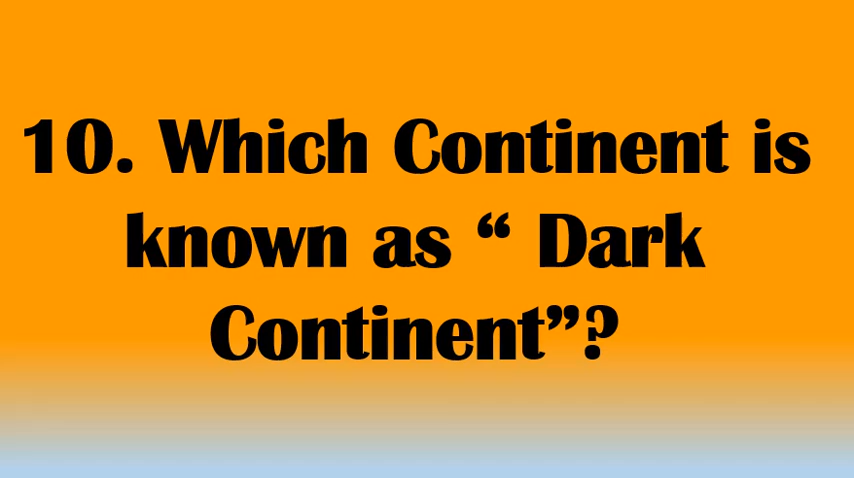 10. Which Continent is
known as “ Dark
Continent”?